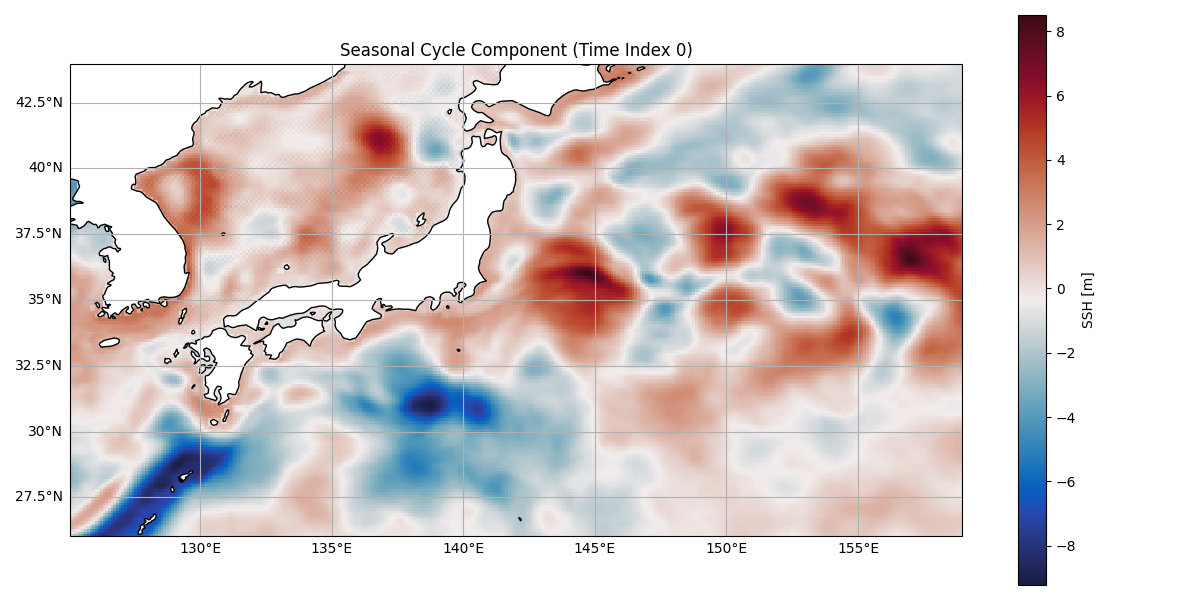 Seasonal Cycle Component (Time Index 0)
42.5°N
40°N
37.5°N
35°N
32.5°N
30°N
27.5°N
130°E 135°E 140°E 145°E 150°E 155°E
8
6
4
2
0
−2
−4
−6
−8
SSH [m]